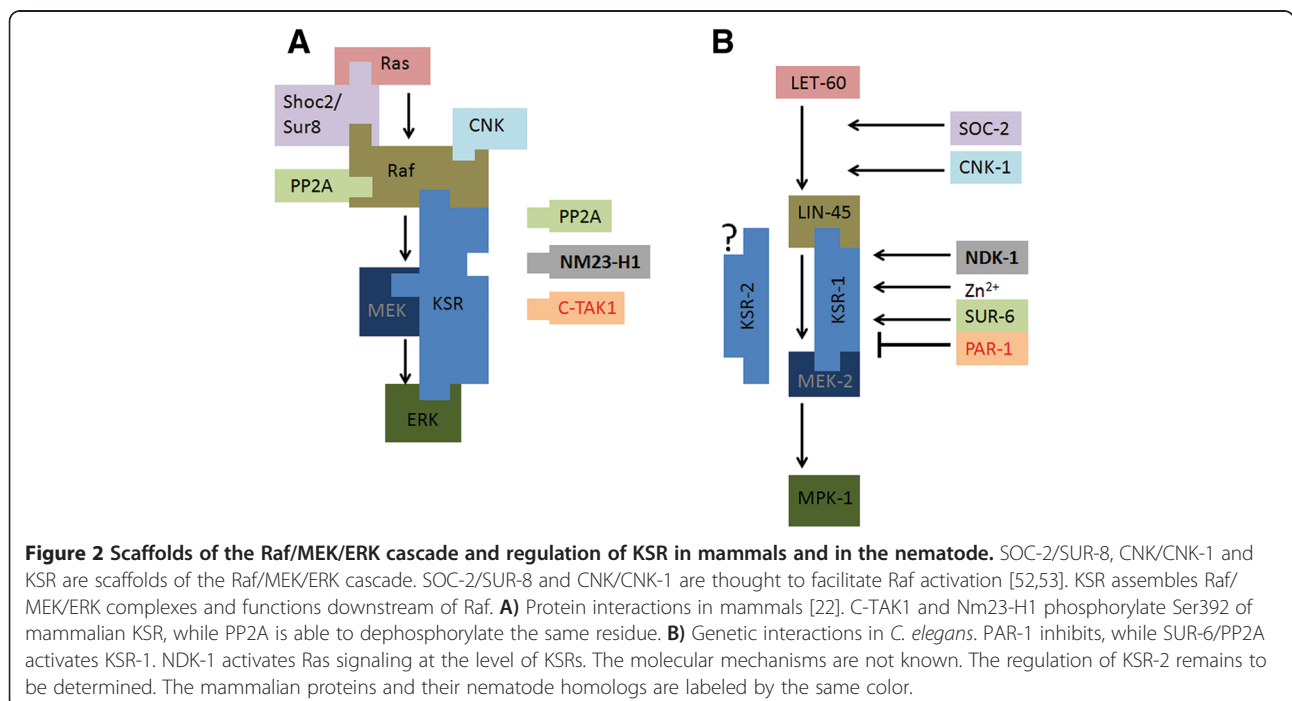 A
Ras
Shoc2/
Sur8
CNK
Raf
PP2A
PP2A
NM23-H1
MEK
KSR
C-TAK1
ERK
B
LET-60
SOC-2
CNK-1
LIN-45
?
KSR-2
KSR-1
NDK-1
Zn²⁺
SUR-6
PAR-1
MEK-2
MPK-1
Figure 2 Scaffolds of the Raf/MEK/ERK cascade and regulation of KSR in mammals and in the nematode. SOC-2/SUR-8, CNK/CNK-1 and
KSR are scaffolds of the Raf/MEK/ERK cascade. SOC-2/SUR-8 and CNK/CNK-1 are thought to facilitate Raf activation [52,53]. KSR assembles Raf/
MEK/ERK complexes and functions downstream of Raf. A) Protein interactions in mammals [22]. C-TAK1 and Nm23-H1 phosphorylate Ser392 of
mammalian KSR, while PP2A is able to dephosphorylate the same residue. B) Genetic interactions in C. elegans. PAR-1 inhibits, while SUR-6/PP2A
activates KSR-1. NDK-1 activates Ras signaling at the level of KSRs. The molecular mechanisms are not known. The regulation of KSR-2 remains to
be determined. The mammalian proteins and their nematode homologs are labeled by the same color.